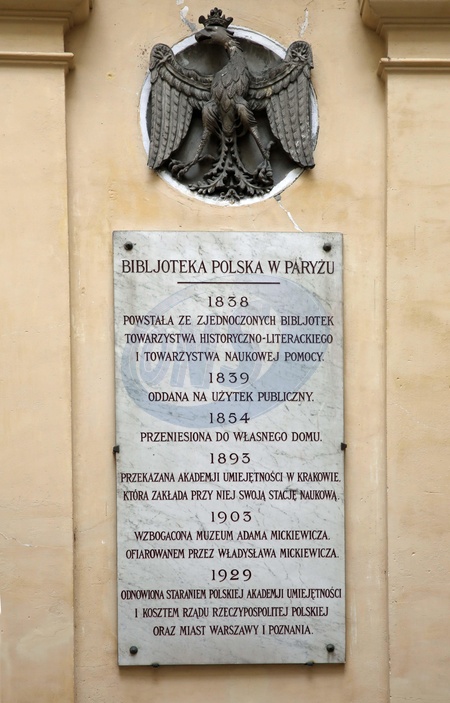 BIBLJOTEKA POLSKA W PARYŻU
1838
POWSTAŁA ZE ZJEDNOCZONYCH BIBLJOTEK
TOWARZYSTWA HISTORYCZNO-LITERACKIEGO
I TOWARZYSTWA NAUKOWEJ POMOCY.
1839
ODDANA NA UŻYTEK PUBLICZNY.
1854
PRZENIESIONA DO WŁASNEGO DOMU.
1893
PRZEKAZANA AKADEMJI UMIEJĘTNOŚCI W KRAKOWIE,
KTÓRA ZAKŁADA PRZY NIEJ SWOJĄ STACJĘ NAUKOWĄ.
1903
WZBOGACONA MUZEUM ADAMA MICKIEWICZA.
OFIAROWANEM PRZEZ WŁADYSŁAWA MICKIEWICZA.
1929
ODNOWIONA STARANIEM POLSKIEJ AKADEMJI UMIEJĘTNOŚCI
I KOSZTEM RZĄDU RZECZYPOSPOLITEJ POLSKIEJ
ORAZ MIAST WARSZAWY I POZNANIA.